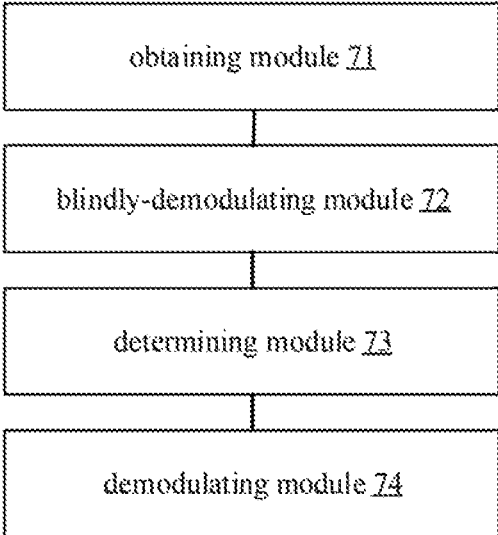 obtaining module 71
blindly-demodulating module 72
determining module 73
demodulating module 74